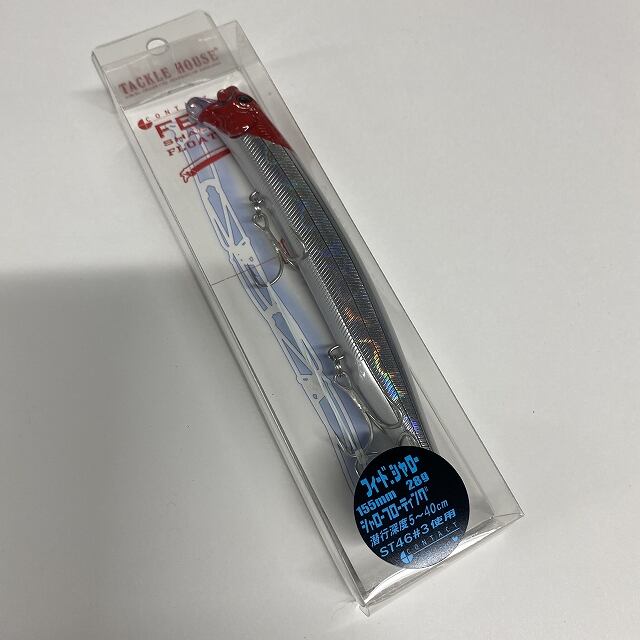 TACKLE HOUSE
CONT
FE
SHA
FLOAT
フィード.シャロー
155mm 28g
シャローフローティング
潜行深度5〜40cm
ST46#3使用
CONTACT